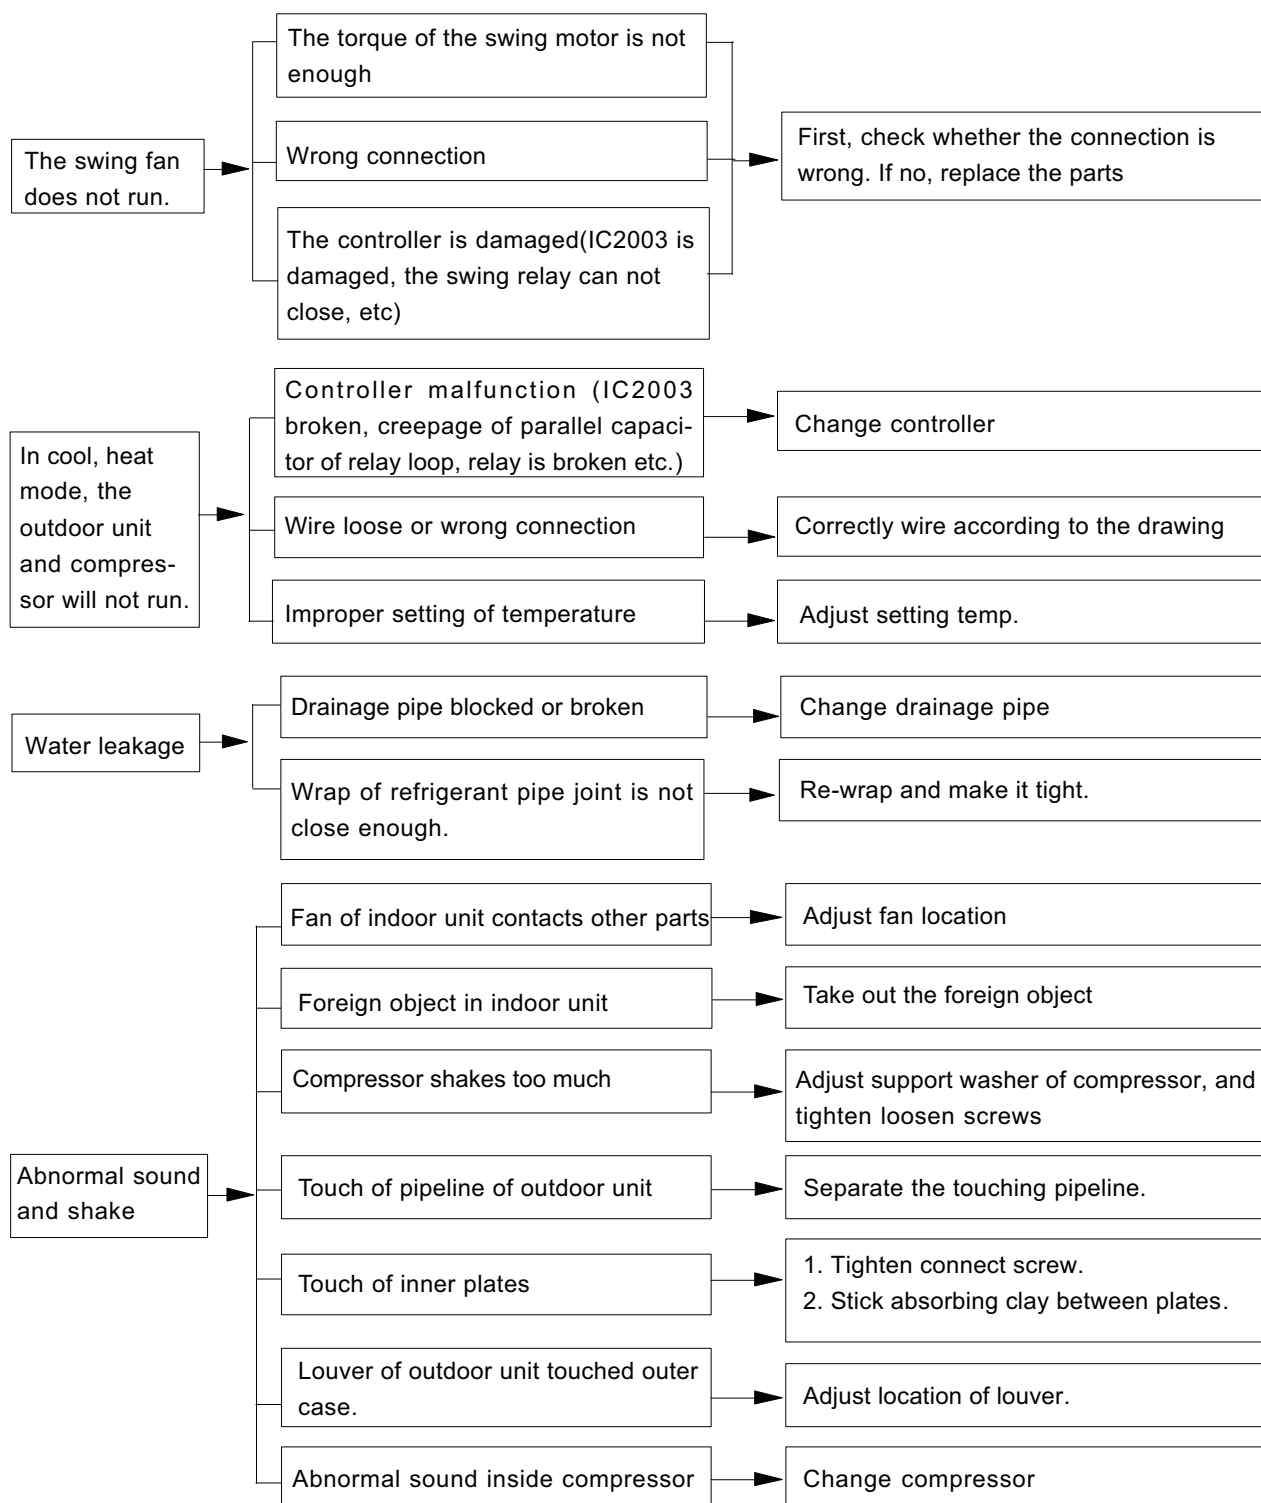 The swing fan
does not run.
The torque of the swing motor is not
enough
Wrong connection
The controller is damaged(IC2003 is
damaged, the swing relay can not
close, etc)
First, check whether the connection is
wrong. If no, replace the parts
In cool, heat
mode, the
outdoor unit
and compres-
sor will not run.
Controller malfunction (IC2003
broken, creepage of parallel capaci-
tor of relay loop, relay is broken etc.)
Change controller
Wire loose or wrong connection
Correctly wire according to the drawing
Improper setting of temperature
Adjust setting temp.
Water leakage
Drainage pipe blocked or broken
Change drainage pipe
Wrap of refrigerant pipe joint is not
close enough.
Re-wrap and make it tight.
Abnormal sound
and shake
Fan of indoor unit contacts other parts
Adjust fan location
Foreign object in indoor unit
Take out the foreign object
Compressor shakes too much
Adjust support washer of compressor, and
tighten loosen screws
Touch of pipeline of outdoor unit
Separate the touching pipeline.
Touch of inner plates
1. Tighten connect screw.
2. Stick absorbing clay between plates.
Louver of outdoor unit touched outer
case.
Adjust location of louver.
Abnormal sound inside compressor
Change compressor